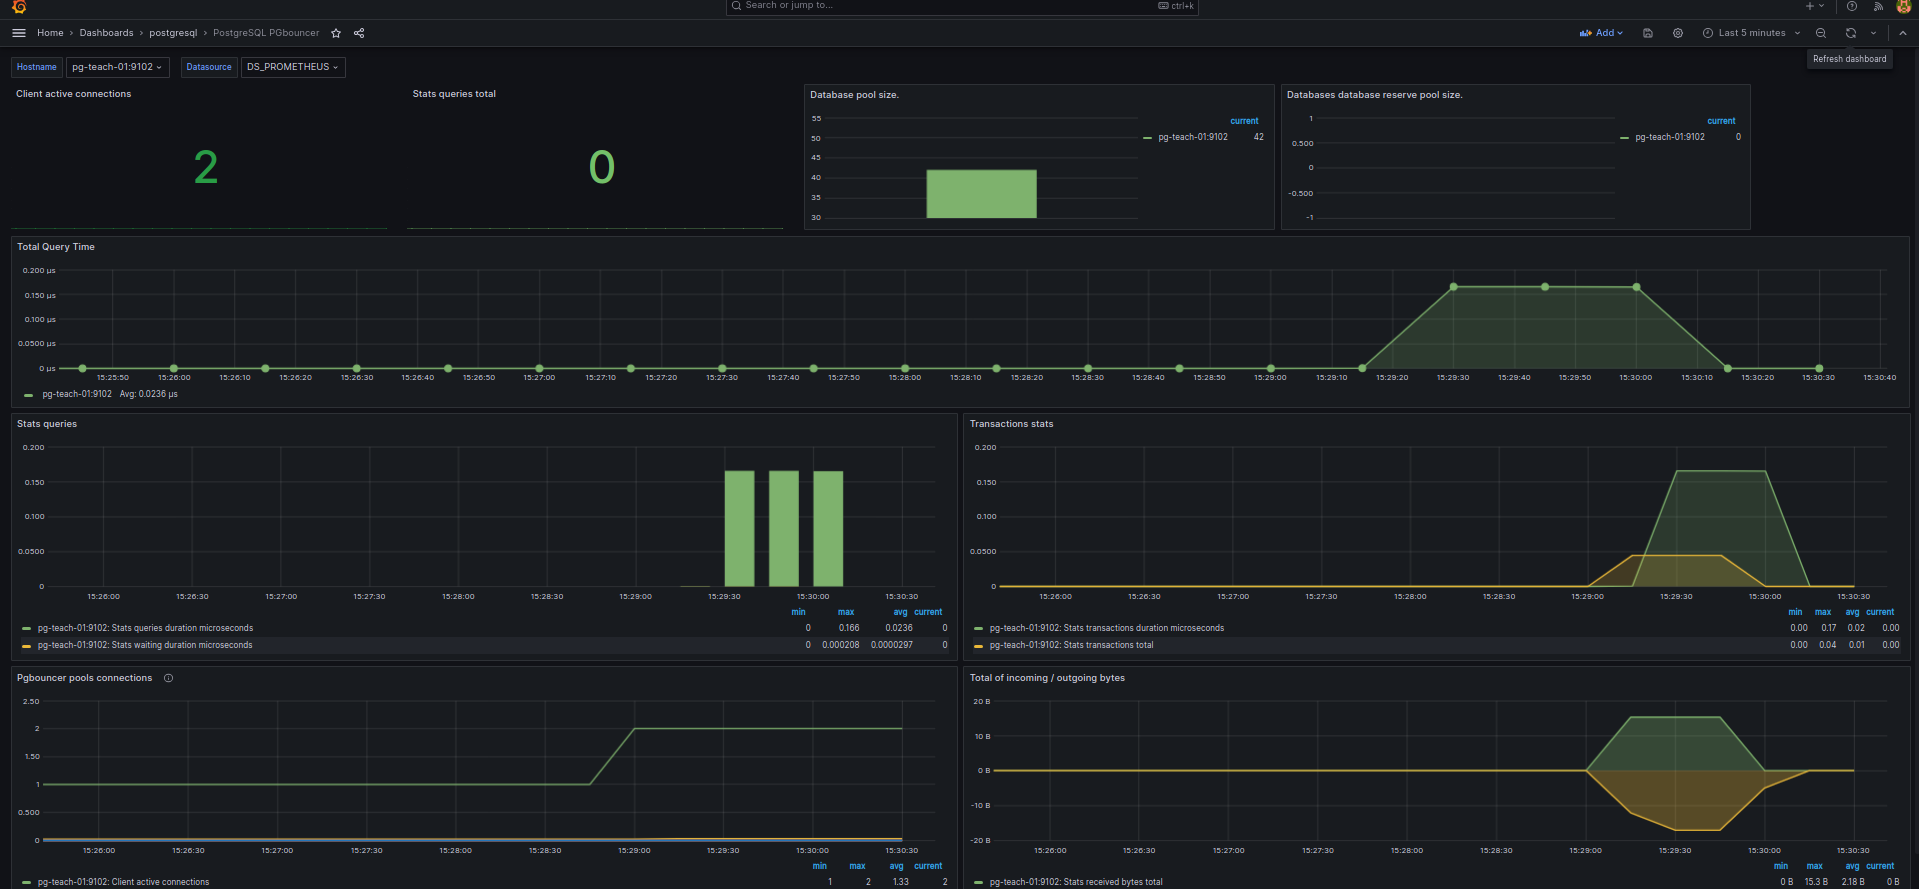 Search or jump to...
ctrl+k
Home › Dashboards › postgresql › PostgreSQL PGbouncer
Add
Last 5 minutes
Refresh dashboard
Hostname pg-teach-01:9102 Datasource DS_PROMETHEUS
Client active connections
2
Stats queries total
0
Database pool size.
55
50
45
40
35
30
current
pg-teach-01:9102 42
Databases database reserve pool size.
1
0.500
0
-0.500
-1
current
pg-teach-01:9102 0
Total Query Time
0.200 µs
0.150 µs
0.100 µs
0.0500 µs
0 µs
15:25:50 15:26:00 15:26:10 15:26:20 15:26:30 15:26:40 15:26:50 15:27:00 15:27:10 15:27:20 15:27:30 15:27:40 15:27:50 15:28:00 15:28:10 15:28:20 15:28:30 15:28:40 15:28:50 15:29:00 15:29:10 15:29:20 15:29:30 15:29:40 15:29:50 15:30:00 15:30:10 15:30:20 15:30:30 15:30:40
pg-teach-01:9102 Avg: 0.0236 µs
Stats queries
0.200
0.150
0.100
0.0500
0
15:26:00 15:26:30 15:27:00 15:27:30 15:28:00 15:28:30 15:29:00 15:29:30 15:30:00 15:30:30
min max avg current
pg-teach-01:9102: Stats queries duration microseconds 0 0.166 0.0236 0
pg-teach-01:9102: Stats waiting duration microseconds 0 0.000208 0.0000297 0
Transactions stats
0.200
0.150
0.100
0.0500
0
15:26:00 15:26:30 15:27:00 15:27:30 15:28:00 15:28:30 15:29:00 15:29:30 15:30:00 15:30:30
min max avg current
pg-teach-01:9102: Stats transactions duration microseconds 0.00 0.17 0.02 0.00
pg-teach-01:9102: Stats transactions total 0.00 0.04 0.01 0.00
Pgbouncer pools connections
2.50
2
1.50
1
0.500
0
15:26:00 15:26:30 15:27:00 15:27:30 15:28:00 15:28:30 15:29:00 15:29:30 15:30:00 15:30:30
min max avg current
pg-teach-01:9102: Client active connections 1 2 1.33 2
Total of incoming / outgoing bytes
20 B
10 B
0 B
-10 B
-20 B
15:26:00 15:26:30 15:27:00 15:27:30 15:28:00 15:28:30 15:29:00 15:29:30 15:30:00 15:30:30
min max avg current
pg-teach-01:9102: Stats received bytes total 0 B 15.3 B 2.18 B 0 B